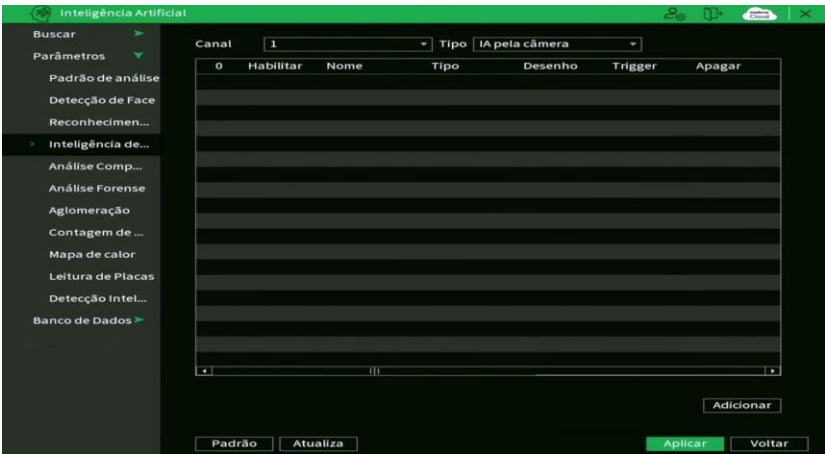 Inteligência Artificial
Cloud
Buscar
Parâmetros
Padrão de análise
Detecção de Face
Reconhecimen...
Inteligência de...
Análise Comp...
Análise Forense
Aglomeração
Contagem de ...
Mapa de calor
Leitura de Placas
Detecção Intel...
Banco de Dados
Canal 1 Tipo IA pela câmera
0 Habilitar Nome Tipo Desenho Trigger Apagar
Adicionar
Padrão Atualiza Aplicar Voltar